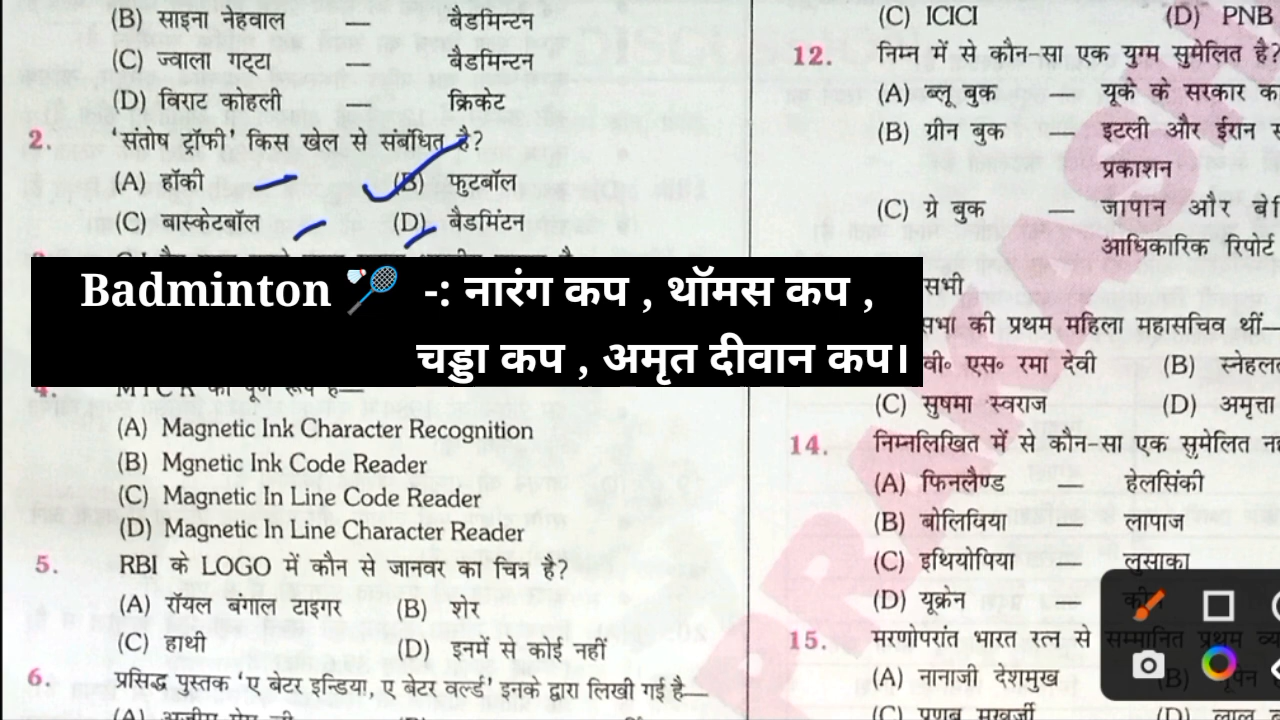 (B) साइना नेहवाल — बैडमिन्टन
(C) ज्वाला गट्टा — बैडमिन्टन
(D) विराट कोहली — क्रिकेट
2. 'संतोष ट्रॉफी' किस खेल से संबंधित है?
(A) हॉकी (B) फुटबॉल
(C) बास्केटबॉल (D) बैडमिंटन
Badminton 🏸 -: नारंग कप , थॉमस कप ,
चड्डा कप , अमृत दीवान कप।
4.
(A) Magnetic Ink Character Recognition
(B) Mgnetic Ink Code Reader
(C) Magnetic In Line Code Reader
(D) Magnetic In Line Character Reader
5. RBI के LOGO में कौन से जानवर का चित्र है?
(A) रॉयल बंगाल टाइगर (B) शेर
(C) हाथी (D) इनमें से कोई नहीं
6. प्रसिद्ध पुस्तक 'ए बेटर इन्डिया, ए बेटर वर्ल्ड' इनके द्वारा लिखी गई है—
(C) ICICI (D) PNB
12. निम्न में से कौन-सा एक युग्म सुमेलित है?
(A) ब्लू बुक यूके के सरकार
(B) ग्रीन बुक — इटली और ईरान
प्रकाशन
(C) ग्रे बुक — जापान और
आधिकारिक रिपोर्ट
सभी
सभा की प्रथम महिला महासचिव थीं—
वी॰ एस॰ रमा देवी (B)
(C) सुषमा स्वराज (D) अमृता
14. निम्नलिखित में से कौन-सा एक सुमेलित
(A) फिनलैण्ड — हेलसिंकी
(B) बोलिविया — लापाज
(C) इथियोपिया — लुसाका
(D) यूक्रेन —
15. मरणोपरांत भारत रत्न से सम्मानित प्रथम
(A) नानाजी देशमुख (B)
(C) प्रणब मुखर्जी (D) लाल